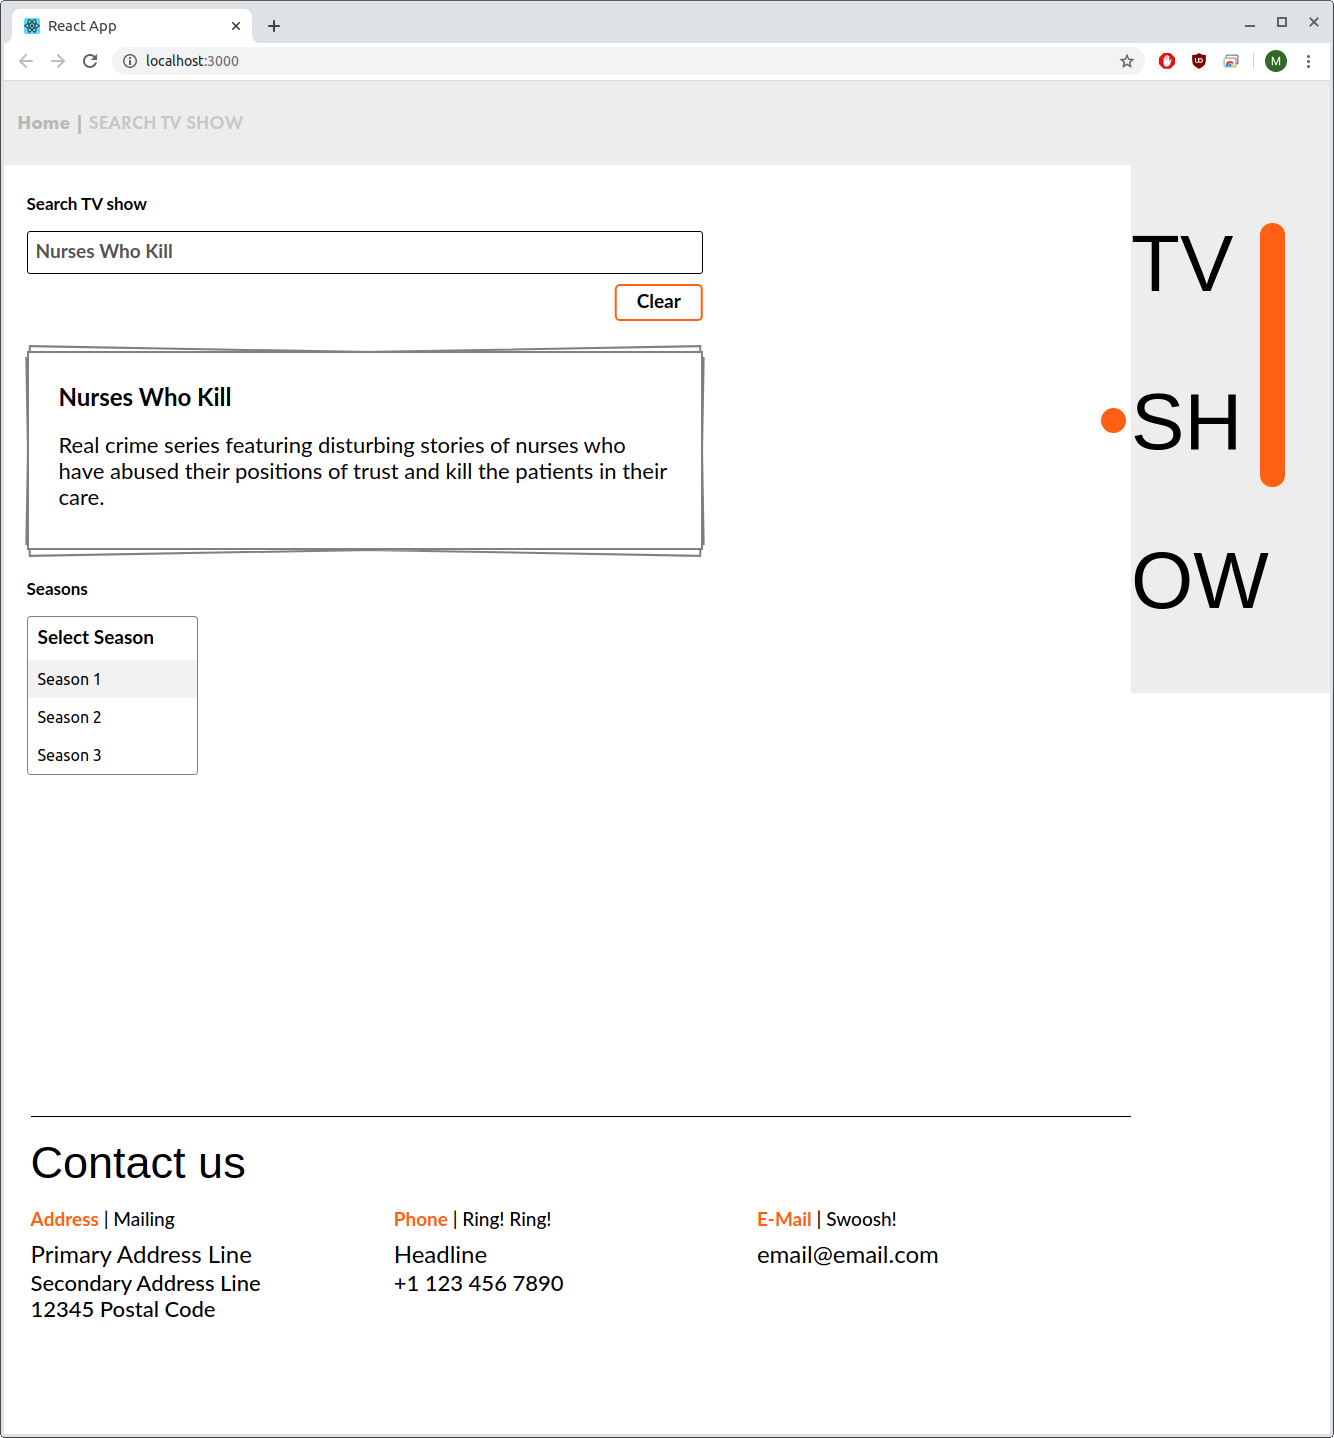 React App
localhost:3000
M
Home | SEARCH TV SHOW
Search TV show
Nurses Who Kill
Clear
Nurses Who Kill
Real crime series featuring disturbing stories of nurses who
have abused their positions of trust and kill the patients in their
care.
TV
SH
OW
Seasons
Select Season
Season 1
Season 2
Season 3
Contact us
Address | Mailing
Primary Address Line
Secondary Address Line
12345 Postal Code
Phone | Ring! Ring!
Headline
+1 123 456 7890
E-Mail | Swoosh!
email@email.com